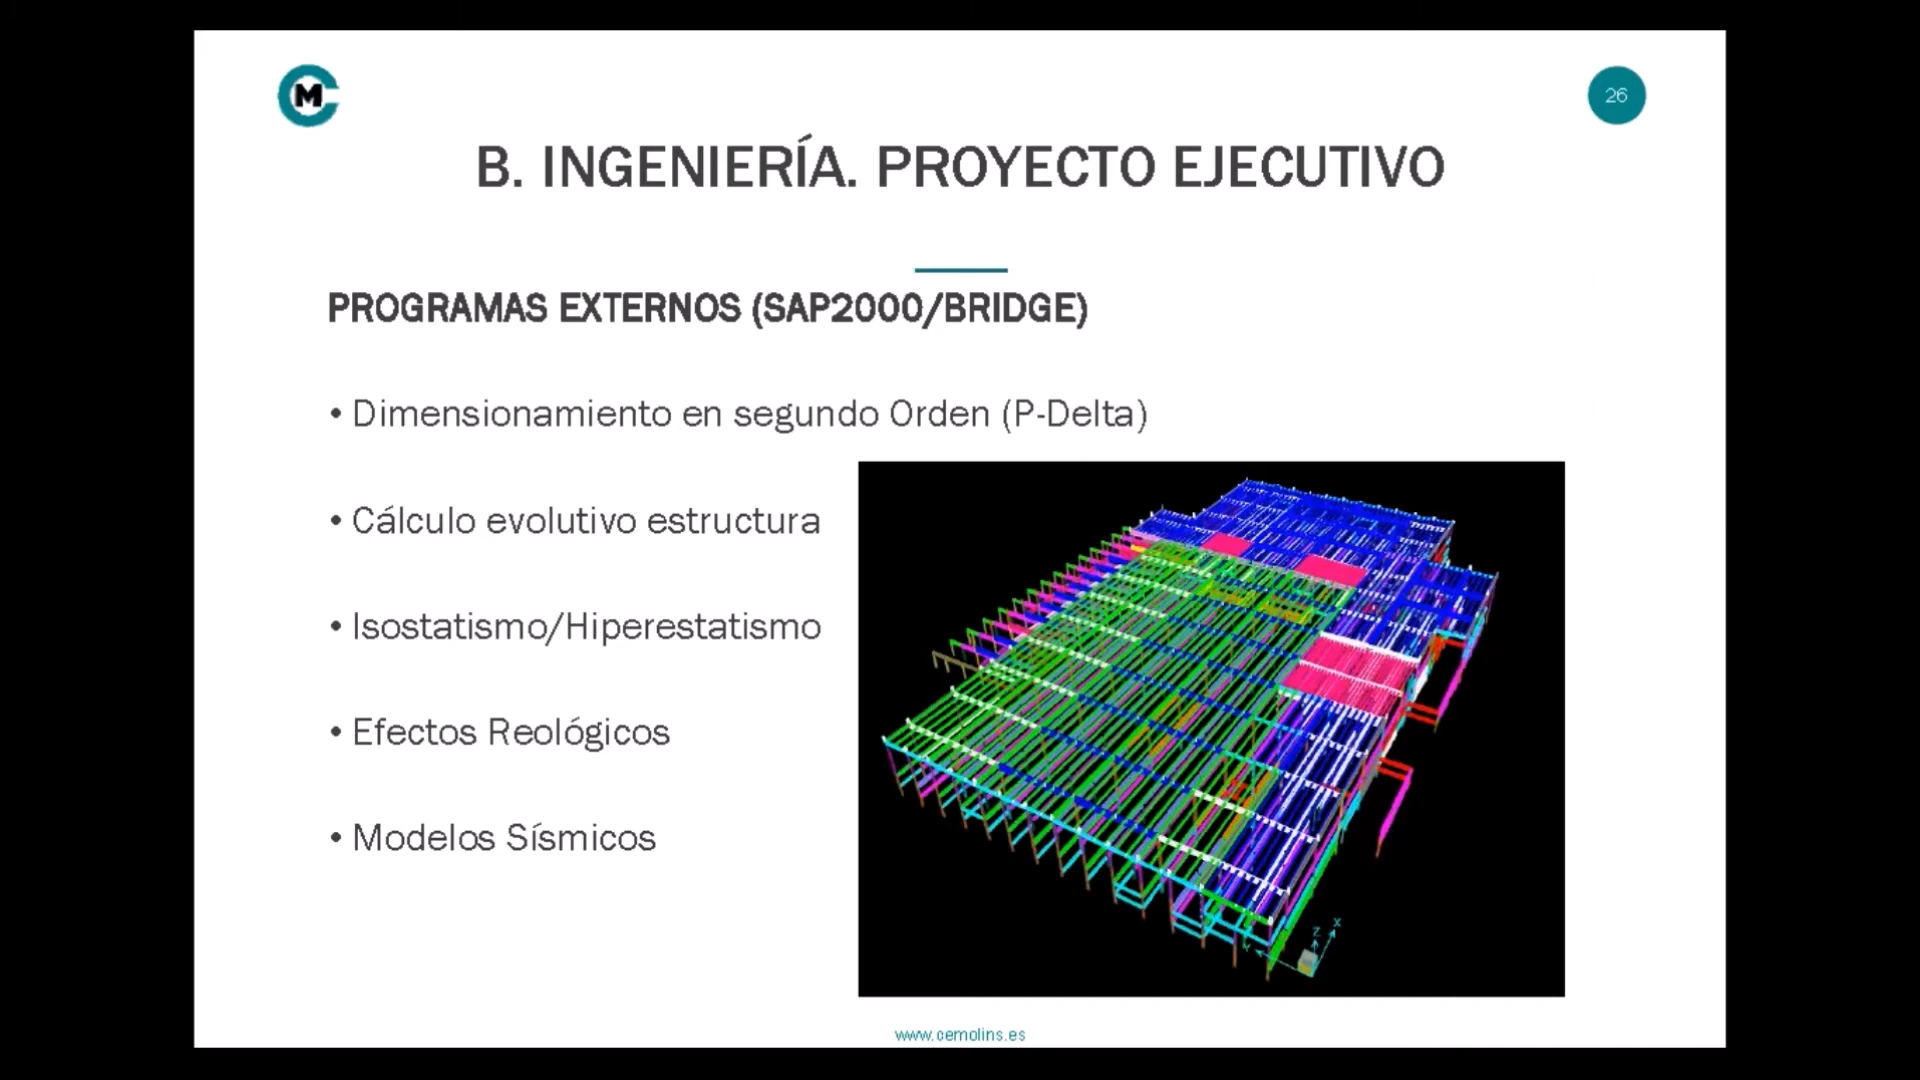 M
26
B. INGENIERÍA. PROYECTO EJECUTIVO
PROGRAMAS EXTERNOS (SAP2000/BRIDGE)
• Dimensionamiento en segundo Orden (P-Delta)
• Cálculo evolutivo estructura
• Isostatismo/Hiperestatismo
• Efectos Reológicos
• Modelos Sísmicos
X
Z
Y
www.cemolins.es